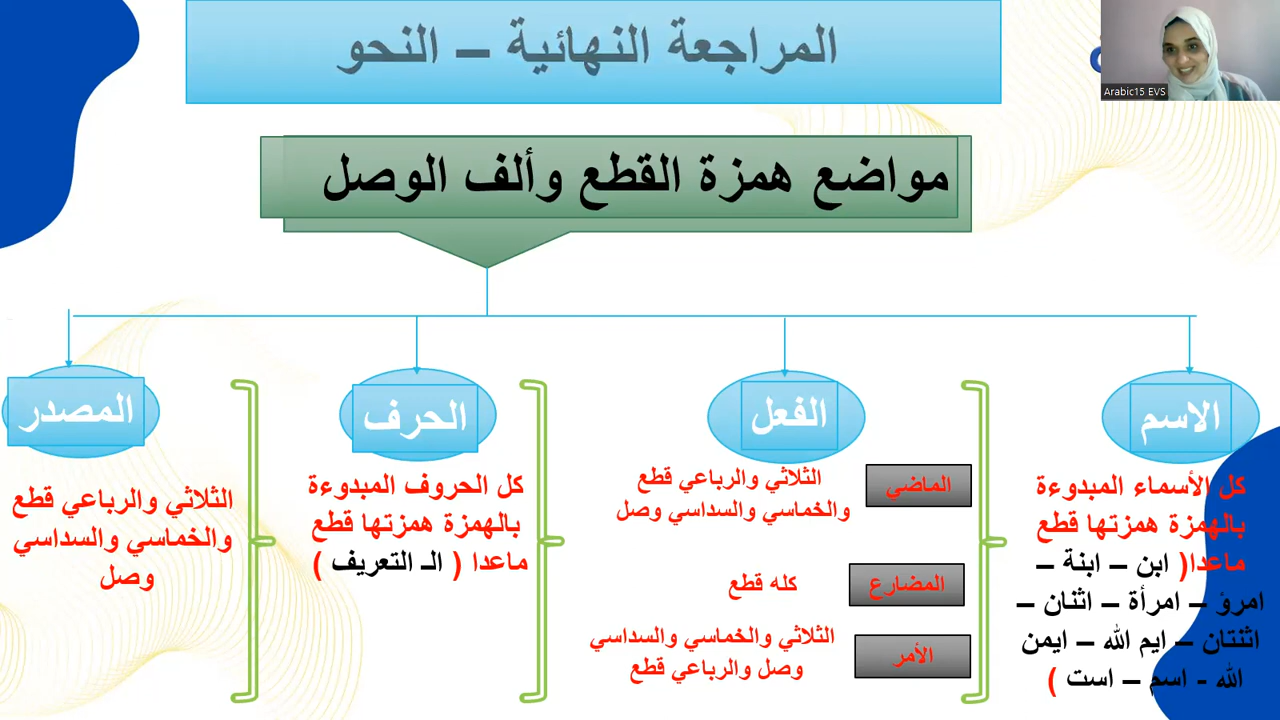 المراجعة النهائية – النحو
Arabic15 EVS
مواضع همزة القطع وألف الوصل
الاسم
كل الأسماء المبدوءة
بالهمزة همزتها قطع
ماعدا( ابن – ابنة –
امرؤ – امرأة – اثنان –
اثنتان – ايم الله – ايمن
الله - اسم – است )
الفعل
الماضي
الثلاثي والرباعي قطع
والخماسي والسداسي وصل
المضارع
كله قطع
الأمر
الثلاثي والخماسي والسداسي
وصل والرباعي قطع
الحرف
كل الحروف المبدوءة
بالهمزة همزتها قطع
ماعدا ( الـ التعريف )
المصدر
الثلاثي والرباعي قطع
والخماسي والسداسي
وصل